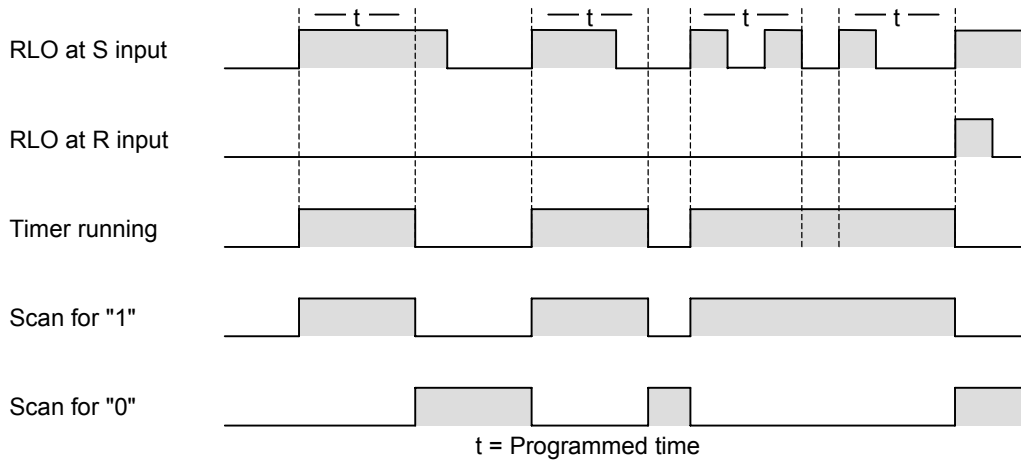 t t t t
RLO at S input
RLO at R input
Timer running
Scan for "1"
Scan for "0"
t = Programmed time